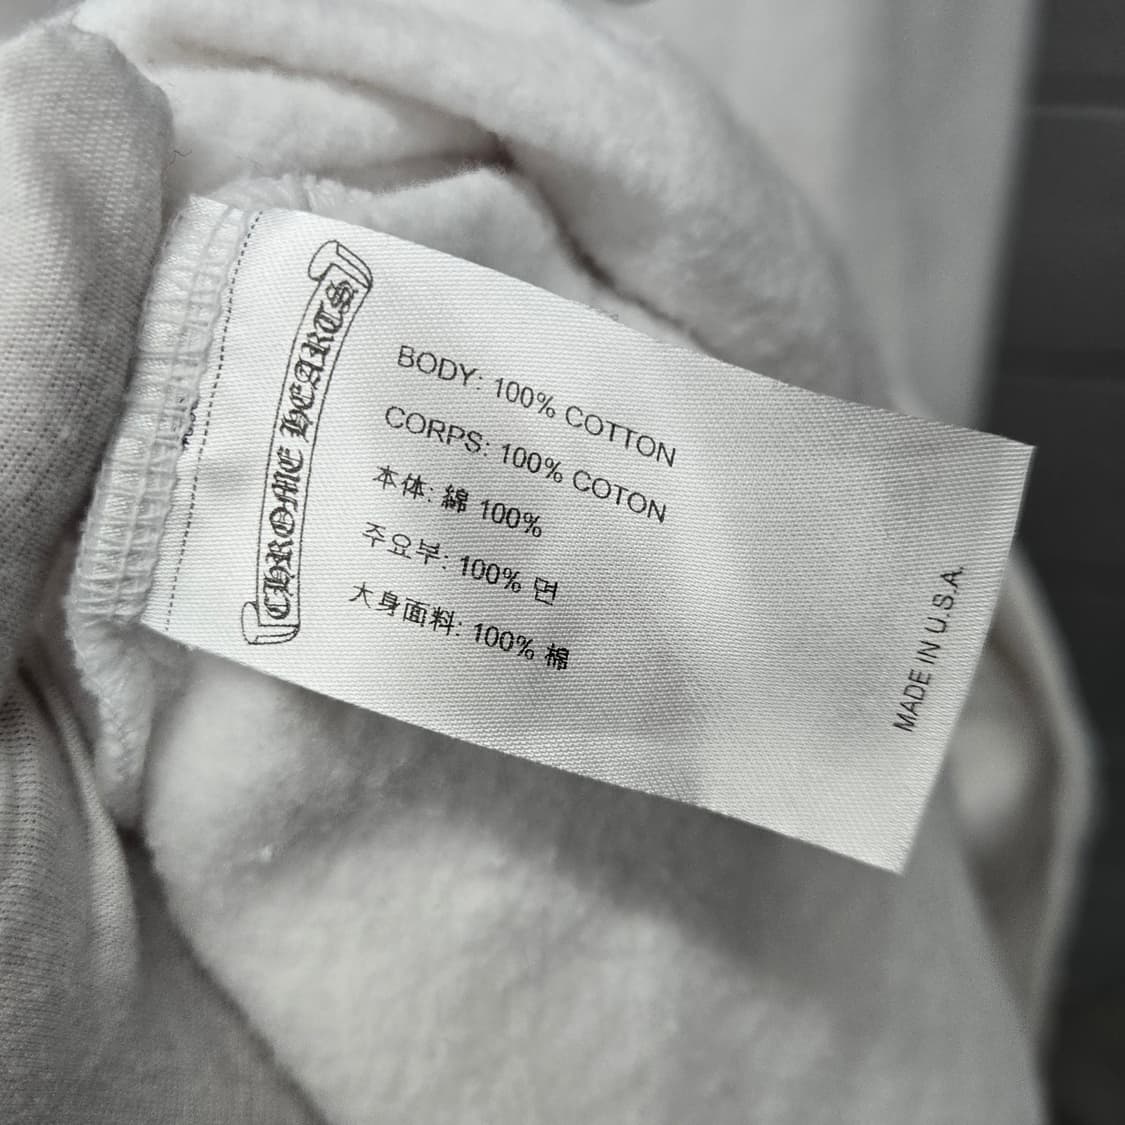 CHROME HEARTS
BODY: 100% COTTON
CORPS: 100% COTON
本体: 綿 100%
주요부: 100% 면
大身面料: 100% 棉
MADE IN U.S.A.